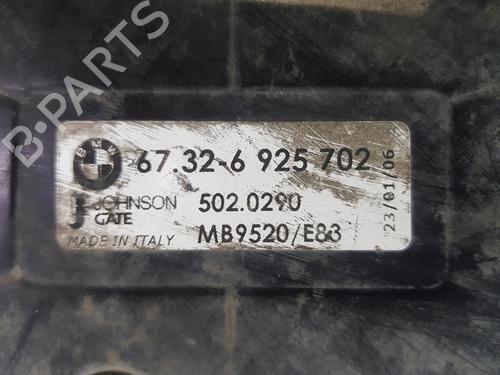 B-PARTS
BMW
67.32-6 925 702
JOHNSON
GATE
502.0290
MADE IN ITALY
MB9520/E83
23/01/06